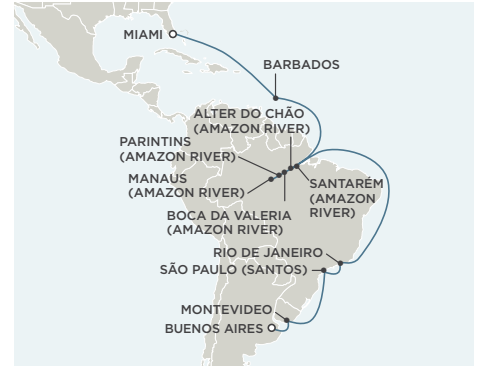 MIAMI
BARBADOS
ALTER DO CHÃO
(AMAZON RIVER)
PARINTINS
(AMAZON RIVER)
MANAUS
(AMAZON RIVER)
SANTARÉM
(AMAZON
RIVER)
BOCA DA VALERIA
(AMAZON RIVER)
RIO DE JANEIRO
SÃO PAULO (SANTOS)
MONTEVIDEO
BUENOS AIRES